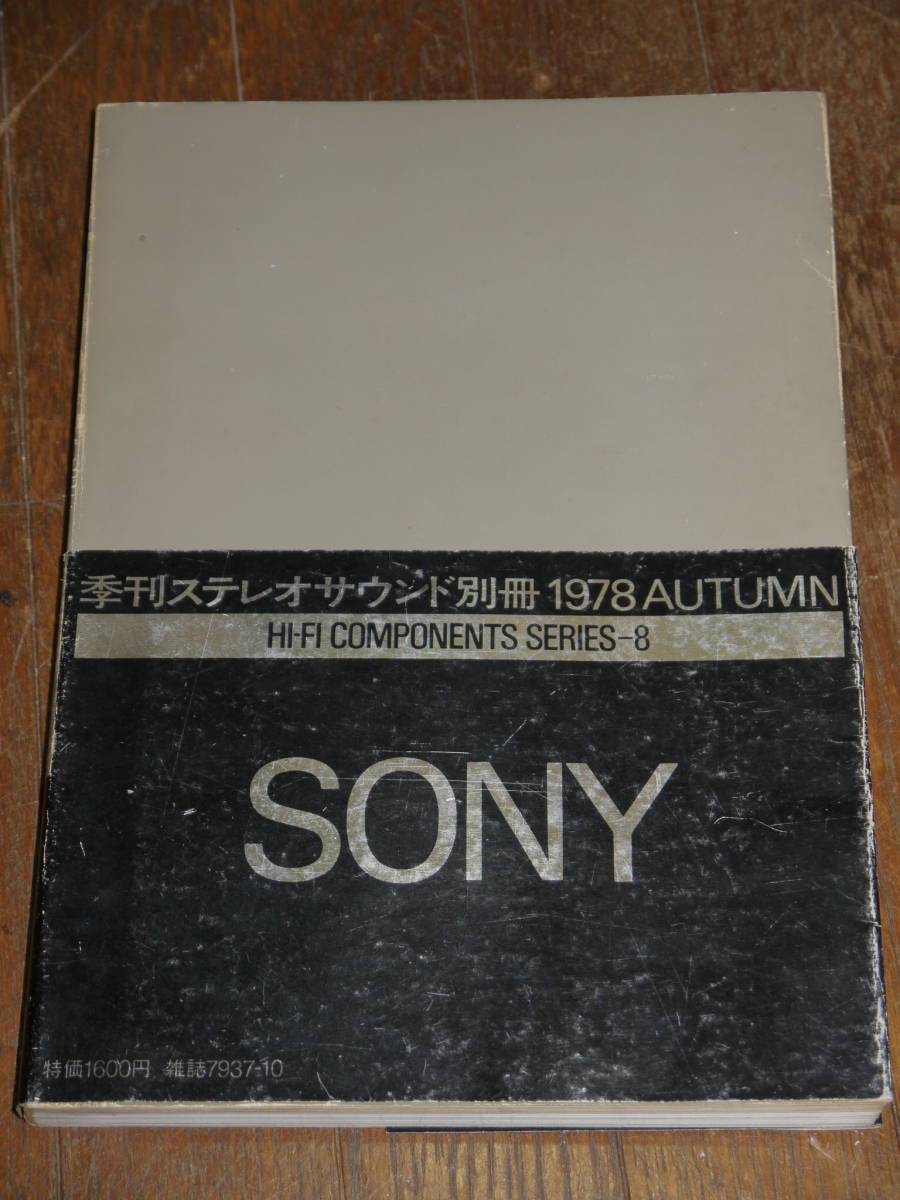 季刊ステレオサウンド別冊 1978 AUTUMN
HI-FI COMPONENTS SERIES-8
SONY
特価1600円 雑誌7937-10